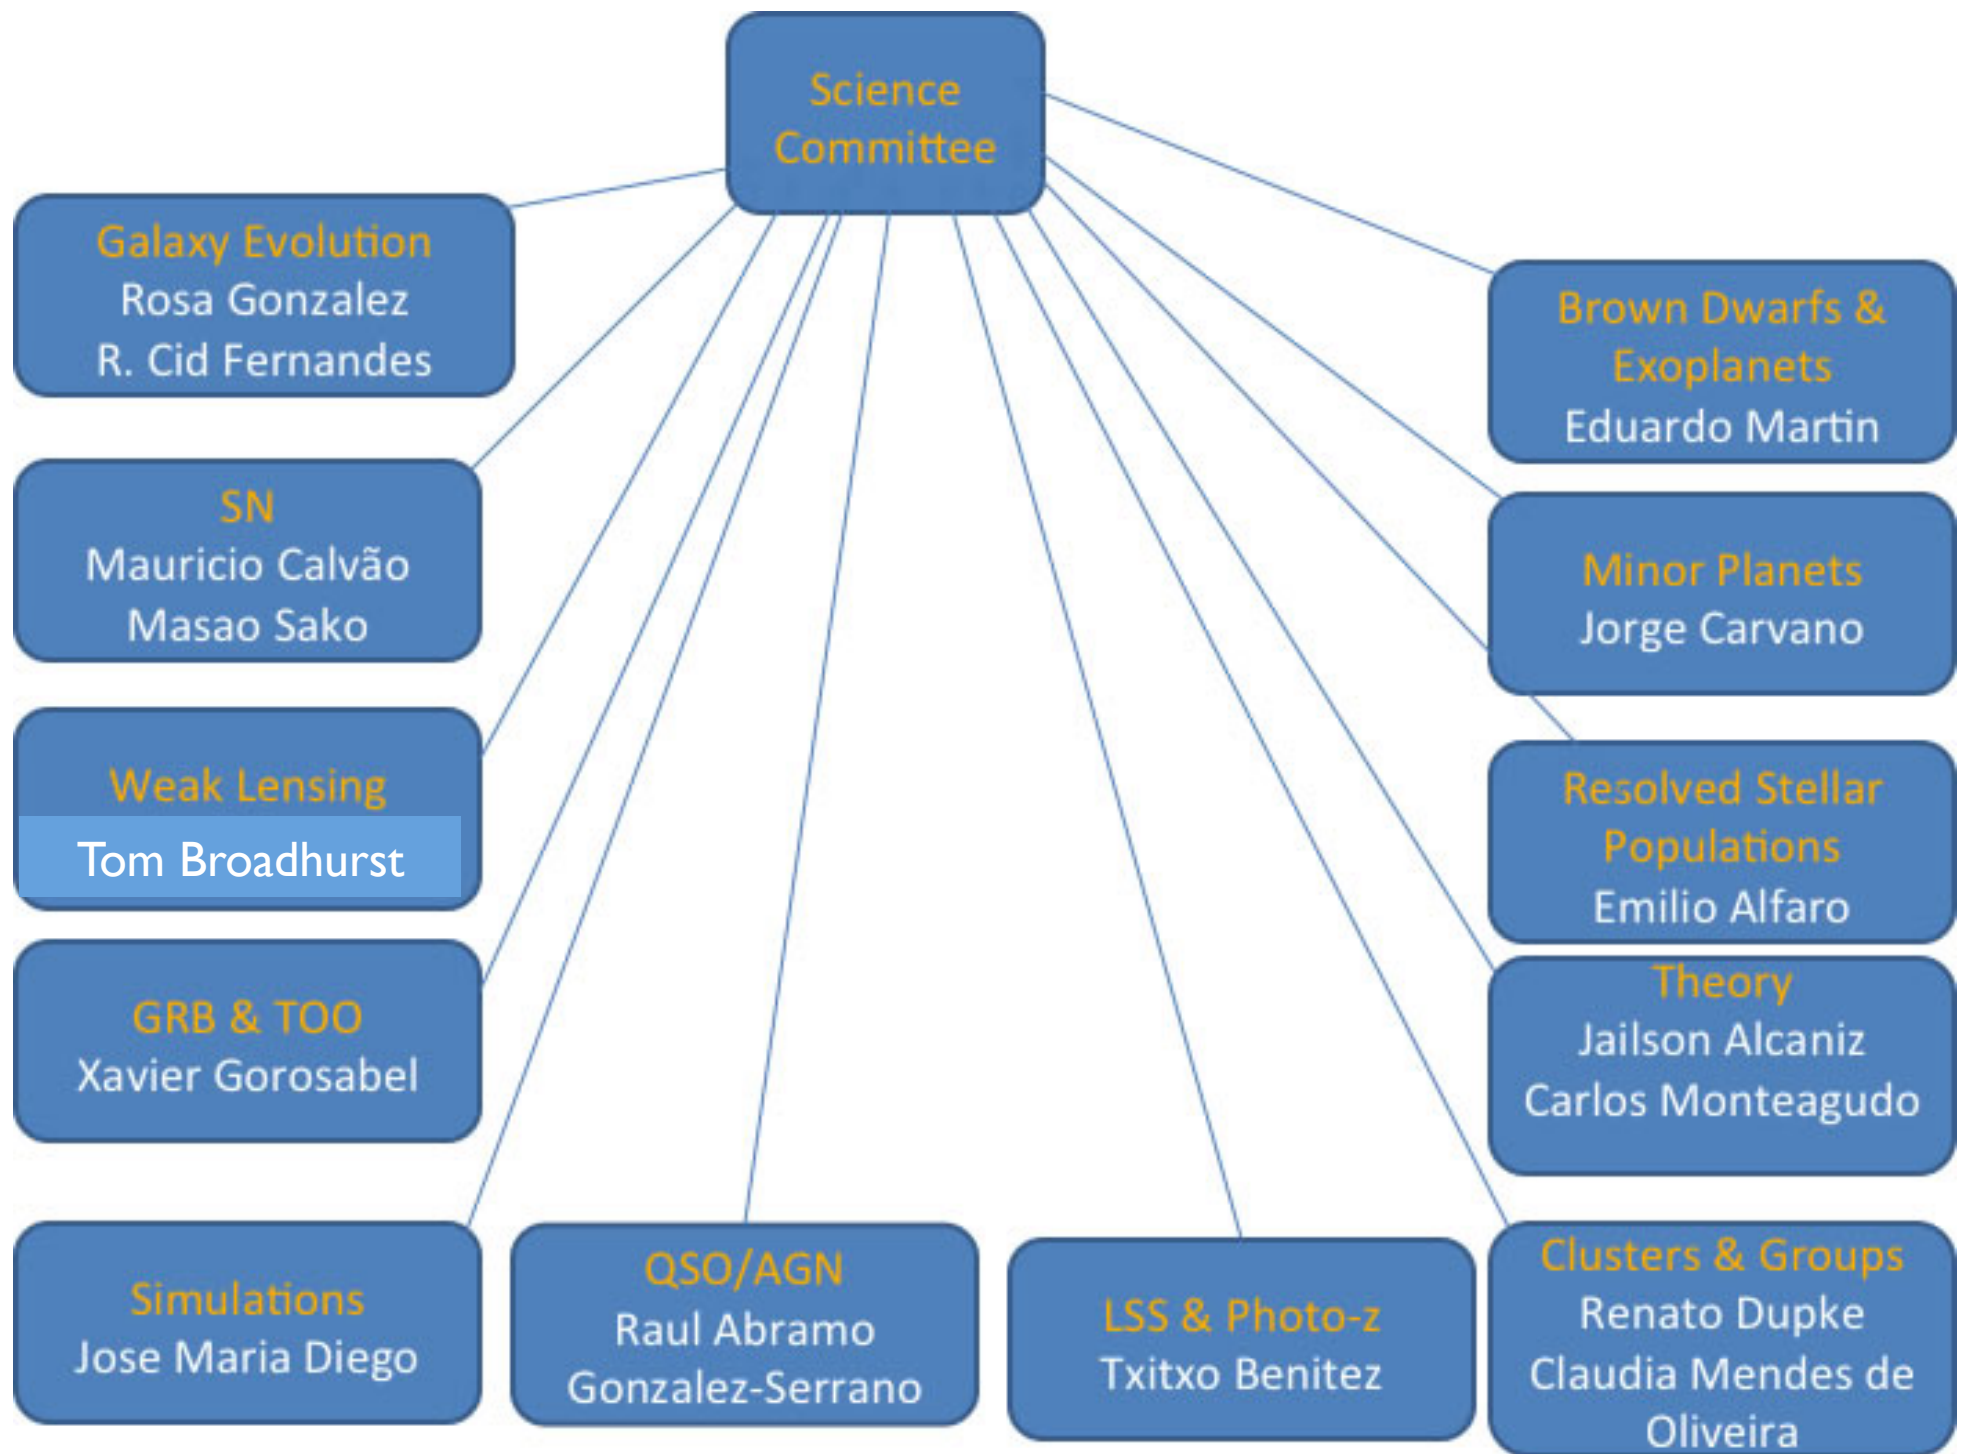 Science
Committee
Galaxy Evolution
Rosa Gonzalez
R. Cid Fernandes
SN
Mauricio Calvão
Masao Sako
Weak Lensing
Tom Broadhurst
GRB & TOO
Xavier Gorosabel
Simulations
Jose Maria Diego
QSO/AGN
Raul Abramo
Gonzalez-Serrano
LSS & Photo-z
Txitxo Benitez
Brown Dwarfs &
Exoplanets
Eduardo Martin
Minor Planets
Jorge Carvano
Resolved Stellar
Populations
Emilio Alfaro
Theory
Jailson Alcaniz
Carlos Monteagudo
Clusters & Groups
Renato Dupke
Claudia Mendes de
Oliveira